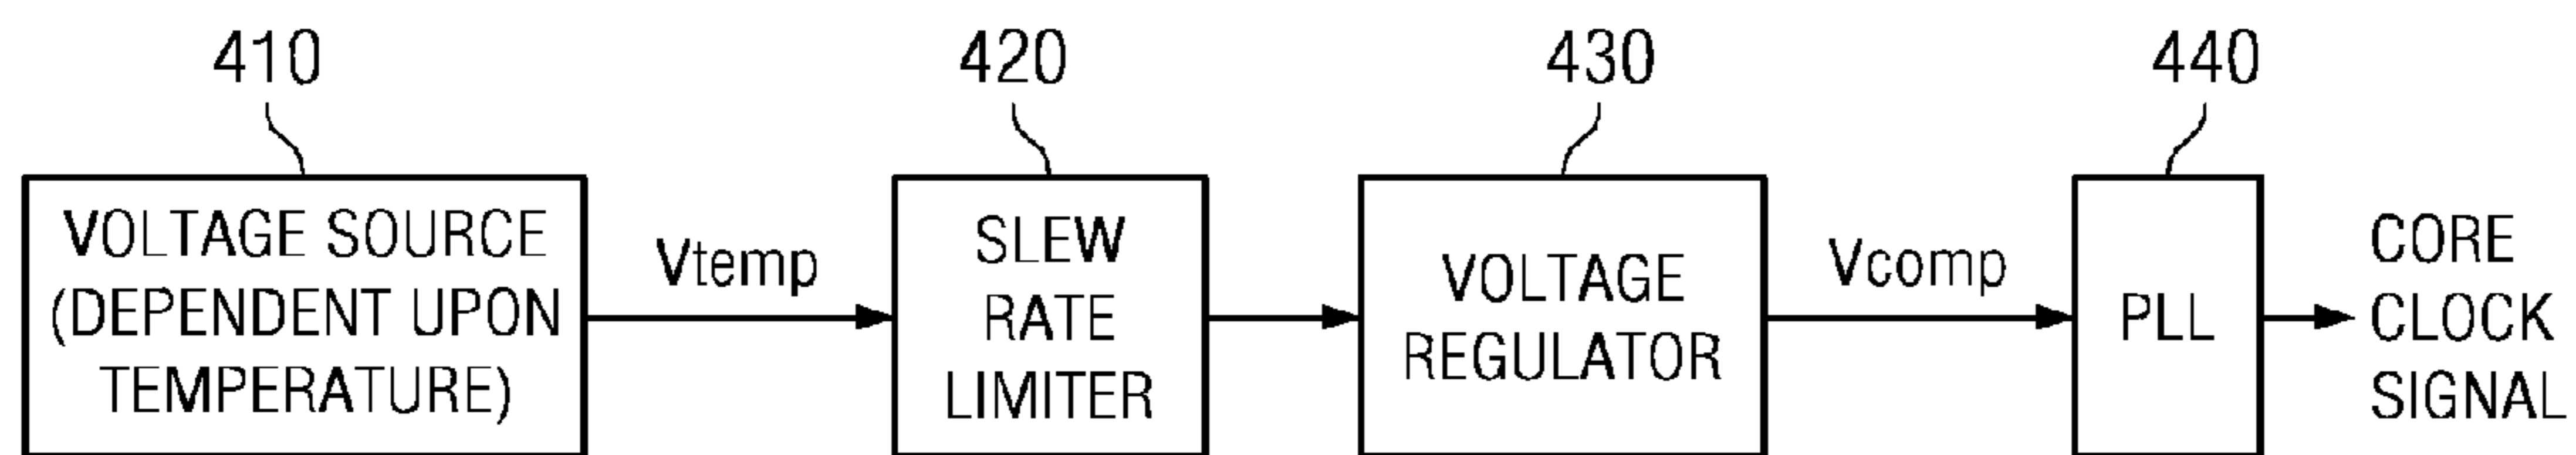 410
420
430
440
VOLTAGE SOURCE
(DEPENDENT UPON
TEMPERATURE)
Vtemp
SLEW
RATE
LIMITER
VOLTAGE
REGULATOR
Vcomp
PLL
CORE
CLOCK
SIGNAL